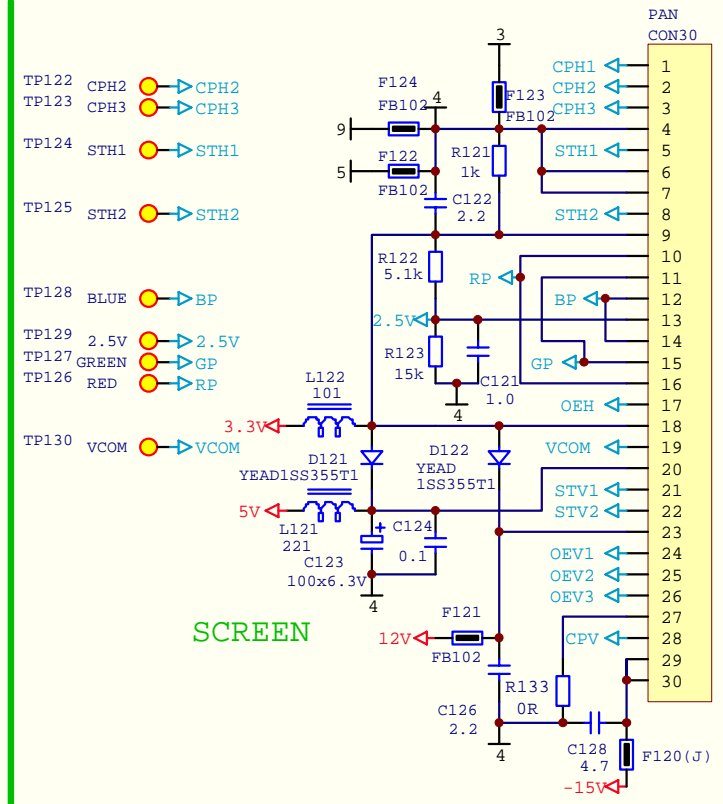 PAN
CON30
3
CPH1 1
TP122 CPH2 CPH2
F124
CPH2 2
TP123 CPH3 CPH3
FB102
4
F123
CPH3 3
FB102
9
4
TP124 STH1 STH1
F122
R121
STH1 5
5
1k
6
FB102
C122
7
TP125 STH2 STH2
2.2
STH2 8
9
R122
10
5.1k
RP
11
TP128 BLUE BP
BP 12
2.5V
13
TP129 2.5V 2.5V
R123
14
TP127 GREEN GP
GP 15
TP126 RED RP
15k
C121
16
L122
101
1.0
4
OEH 17
3.3V
18
TP130 VCOM VCOM
D121
D122
VCOM 19
YEAD1SS355T1
YEAD
1SS355T1
20
STV1 21
5V
STV2 22
L121
221
C124
23
C123
0.1
OEV1 24
100x6.3V
OEV2 25
4
OEV3 26
F121
27
SCREEN
12V
CPV 28
FB102
29
R133
30
0R
C126
2.2
4
C128
4.7
F120(J)
-15V
+